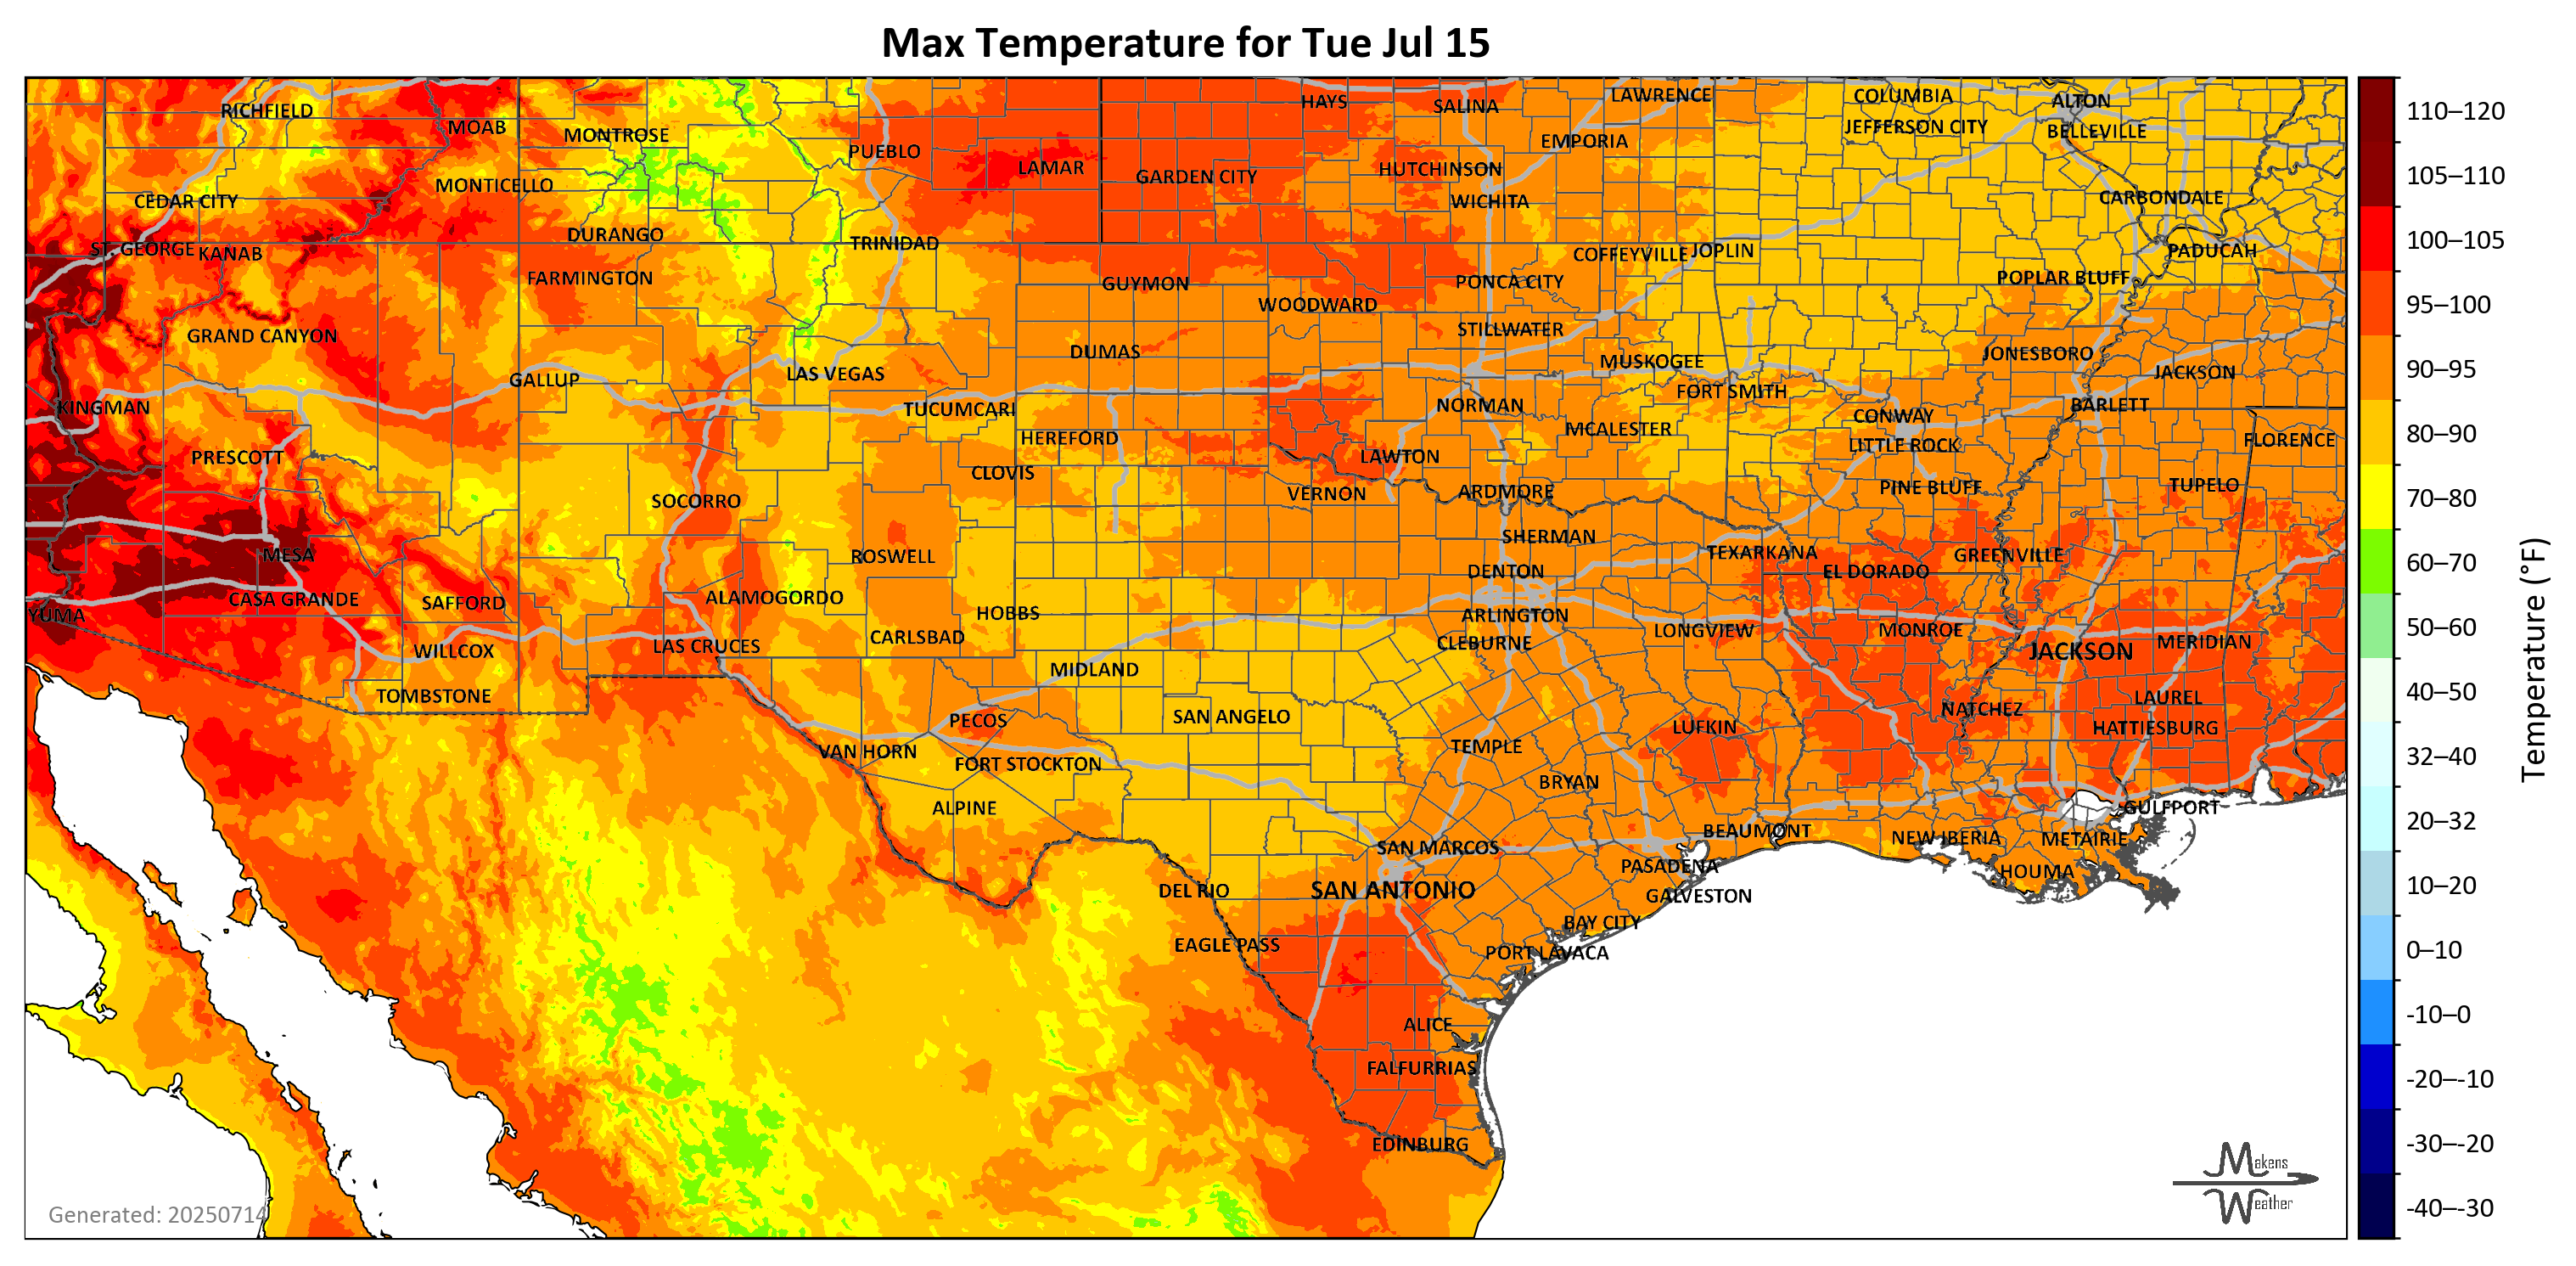 Max Temperature for Tue Jul 15
RICHFIELD
MOAB
MONTROSE
PUEBLO
LAMAR
HAYS
SALINA
LAWRENCE
COLUMBIA
ALTON
JEFFERSON CITY
BELLEVILLE
EMPORIA
HUTCHINSON
GARDEN CITY
MONTICELLO
CEDAR CITY
WICHITA
CARBONDALE
DURANGO
TRINIDAD
ST. GEORGE
KANAB
COFFEYVILLE
JOPLIN
PADUCAH
FARMINGTON
GUYMON
PONCA CITY
POPLAR BLUFF
WOODWARD
STILLWATER
GRAND CANYON
DUMAS
MUSKOGEE
JONESBORO
GALLUP
LAS VEGAS
JACKSON
FORT SMITH
KINGMAN
TUCUMCARI
NORMAN
BARLETT
CONWAY
HEREFORD
MCALESTER
LITTLE ROCK
FLORENCE
PRESCOTT
CLOVIS
LAWTON
SOCORRO
VERNON
ARDMORE
PINE BLUFF
TUPELO
SHERMAN
MESA
ROSWELL
TEXARKANA
GREENVILLE
DENTON
EL DORADO
CASA GRANDE
SAFFORD
ALAMOGORDO
YUMA
HOBBS
ARLINGTON
LONGVIEW
MONROE
CARLSBAD
CLEBURNE
JACKSON
MERIDIAN
WILLCOX
LAS CRUCES
MIDLAND
TOMBSTONE
PECOS
SAN ANGELO
NATCHEZ
LAUREL
LUFKIN
HATTIESBURG
VAN HORN
FORT STOCKTON
TEMPLE
BRYAN
ALPINE
GULFPORT
BEAUMONT
NEW IBERIA
METAIRIE
SAN MARCOS
PASADENA
HOUMA
DEL RIO
SAN ANTONIO
GALVESTON
BAY CITY
EAGLE PASS
PORT LAVACA
ALICE
FALFURRIAS
EDINBURG
Generated: 20250714
Makens
Weather
110–120
105–110
100–105
95–100
90–95
80–90
70–80
60–70
50–60
40–50
32–40
20–32
10–20
0–10
-10–0
-20–-10
-30–-20
-40–-30
Temperature (°F)